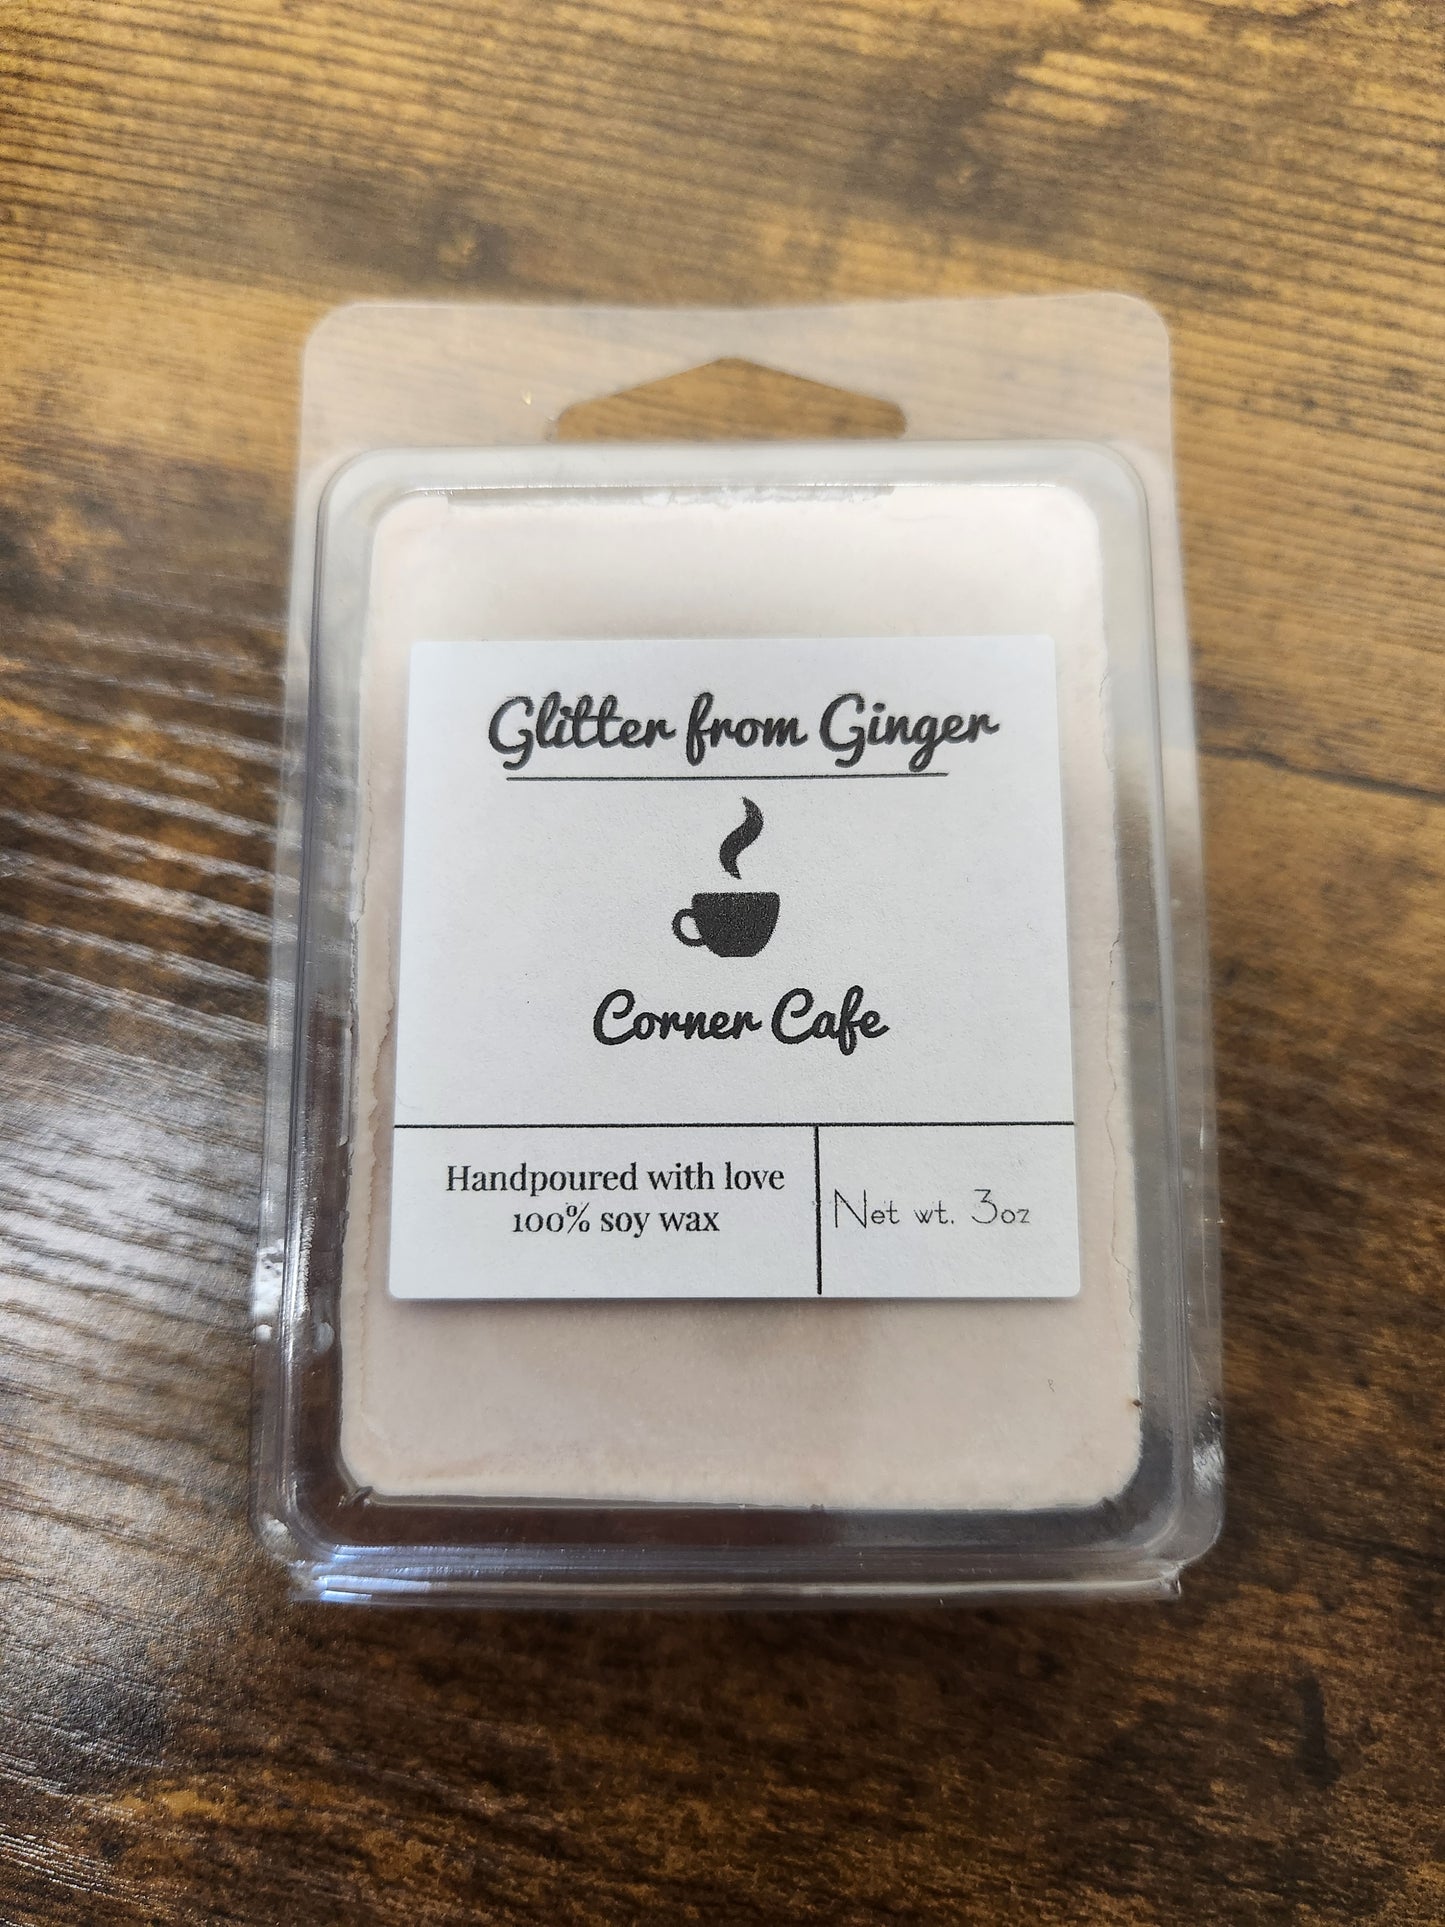 Glitter from Ginger
Corner Cafe
Handpoured with love
100% soy wax
Net wt. 3oz